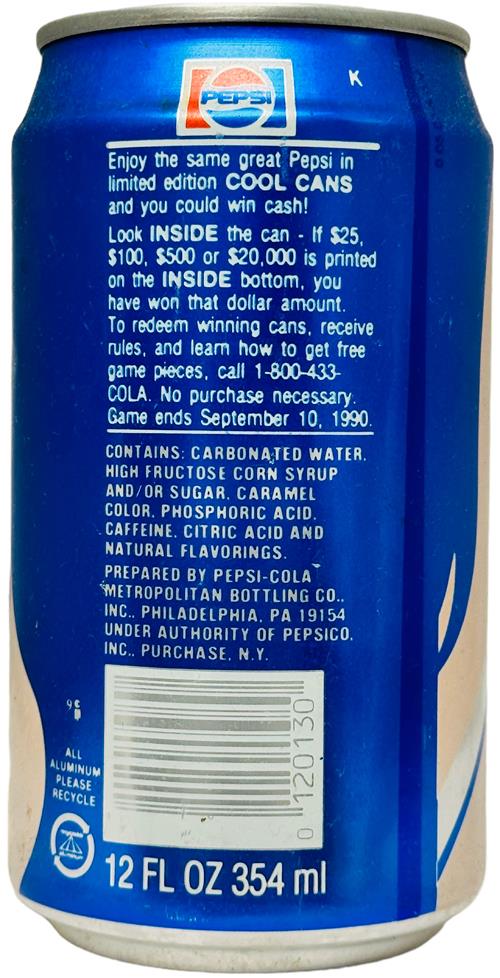 PEPSI
K
Enjoy the same great Pepsi in
limited edition COOL CANS
and you could win cash!
Look INSIDE the can - If $25,
$100, $500 or $20,000 is printed
on the INSIDE bottom, you
have won that dollar amount.
To redeem winning cans, receive
rules, and learn how to get free
game pieces, call 1-800-433-
COLA. No purchase necessary.
Game ends September 10, 1990.
CONTAINS: CARBONATED WATER,
HIGH FRUCTOSE CORN SYRUP
AND/OR SUGAR, CARAMEL
COLOR, PHOSPHORIC ACID,
CAFFEINE, CITRIC ACID AND
NATURAL FLAVORINGS.
PREPARED BY PEPSI-COLA
METROPOLITAN BOTTLING CO.,
INC., PHILADELPHIA, PA 19154
UNDER AUTHORITY OF PEPSICO,
INC., PURCHASE, N.Y.
0 120130
ALL
ALUMINUM
PLEASE
RECYCLE
12 FL OZ 354 ml